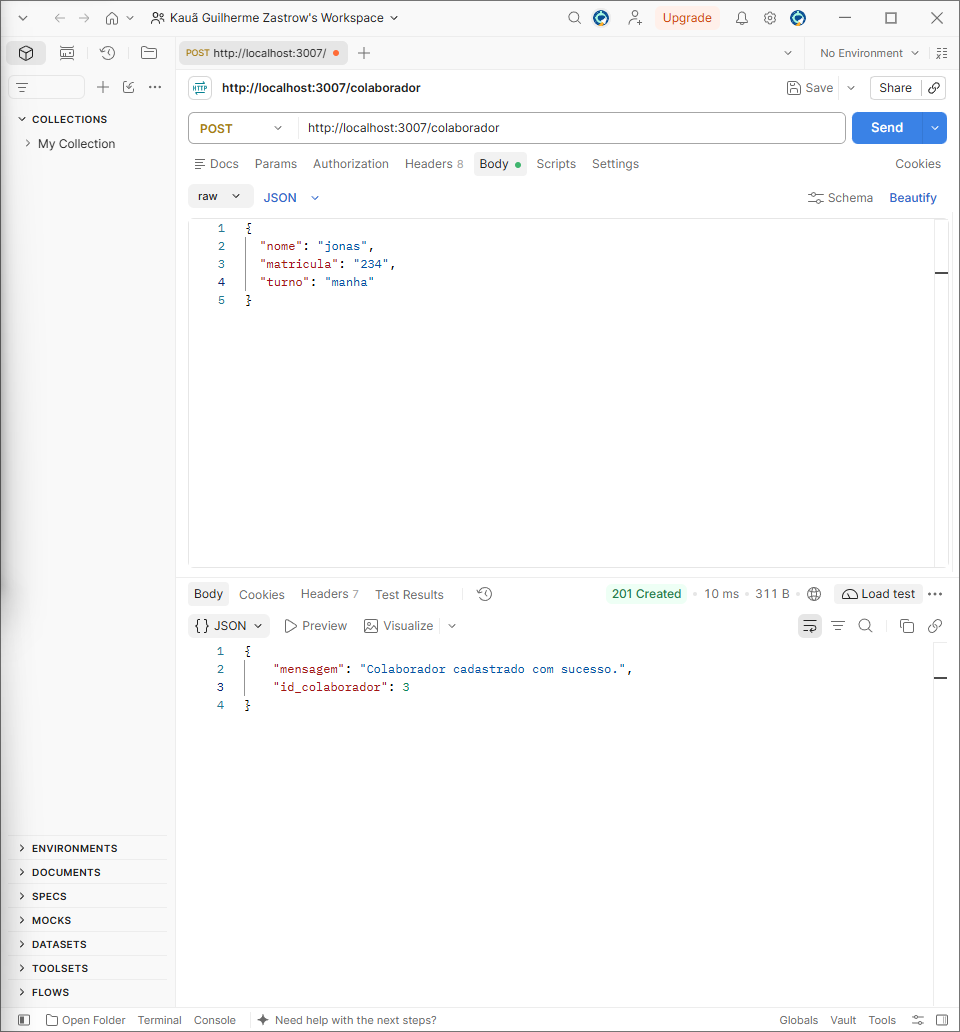 Kauã Guilherme Zastrow's Workspace
Upgrade
POST http://localhost:3007/
No Environment
HTTP http://localhost:3007/colaborador
Save
Share
COLLECTIONS
My Collection
POST
http://localhost:3007/colaborador
Send
Docs Params Authorization Headers 8 Body Scripts Settings
Cookies
raw
JSON
Schema
Beautify
1 {
2 "nome": "jonas",
3 "matricula": "234",
4 "turno": "manha"
5 }
Body Cookies Headers 7 Test Results
201 Created • 10 ms • 311 B •
Load test
{ } JSON
Preview
Visualize
1 {
2 "mensagem": "Colaborador cadastrado com sucesso.",
3 "id_colaborador": 3
4 }
ENVIRONMENTS
DOCUMENTS
SPECS
MOCKS
DATASETS
TOOLSETS
FLOWS
Open Folder Terminal Console
Need help with the next steps?
Globals Vault Tools